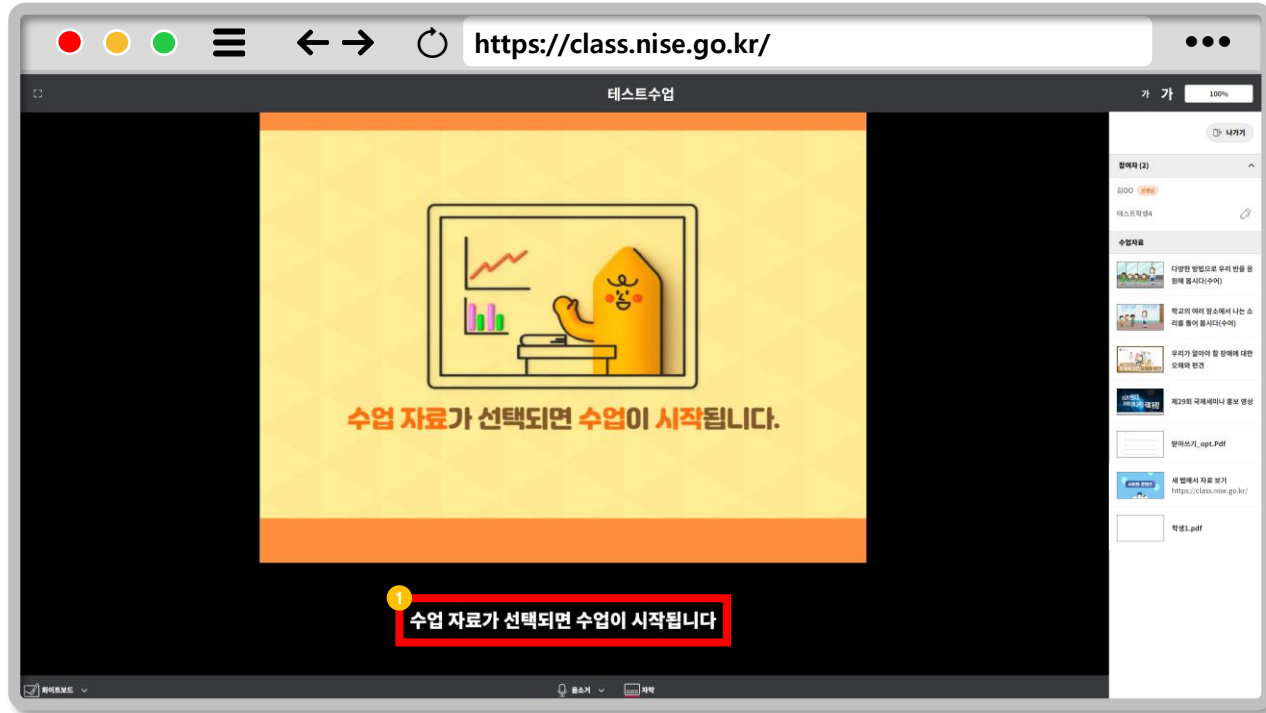 https://class.nise.go.kr/
테스트수업
가 가 100%
나가기
참여자 (2)
김OO 선생님
테스트학생4
수업자료
다양한 방법으로 우리 반을 응
원해 봅시다(수어)
학교의 여러 장소에서 나는 소
리를 들어 봅시다(수어)
우리가 알아야 할 장애에 대한
오해와 편견
제29회 국제세미나 홍보 영상
받아쓰기_opt.Pdf
새 탭에서 자료 보기
https://class.nise.go.kr/
학생1.pdf
수업 자료가 선택되면 수업이 시작됩니다.
1
수업 자료가 선택되면 수업이 시작됩니다
화이트보드 음소거 자막